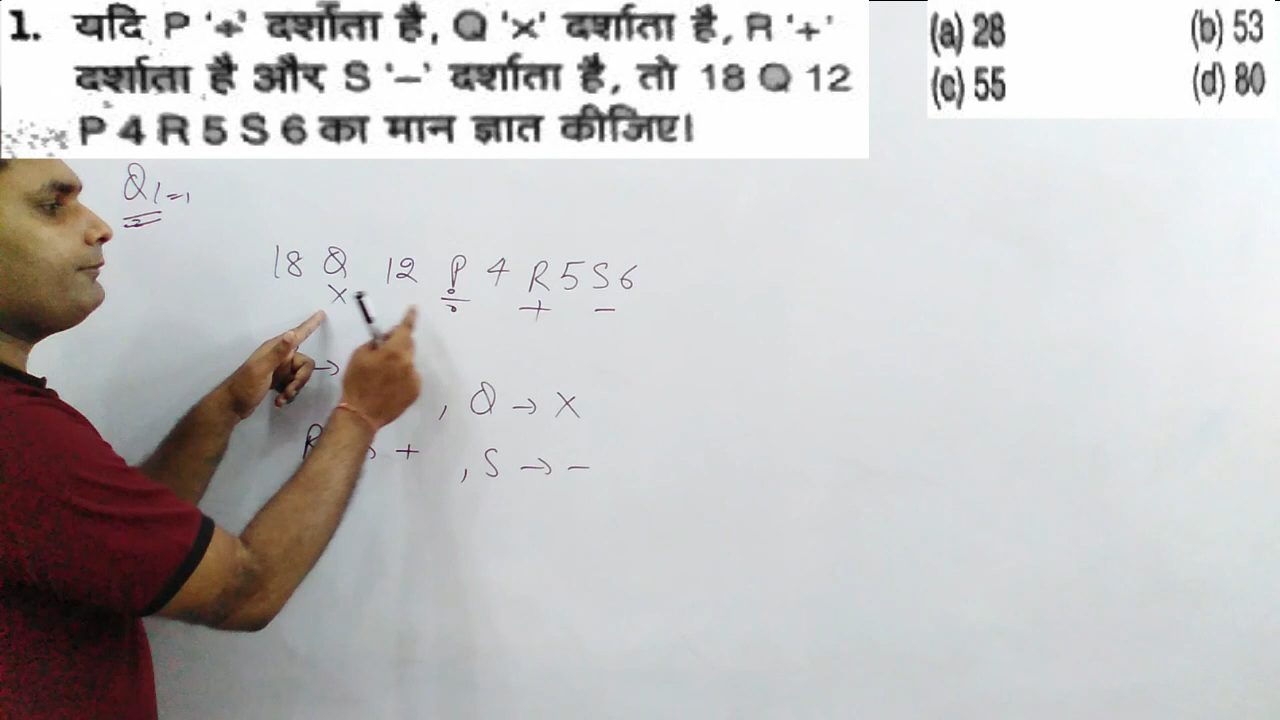 1. यदि P '÷' दर्शाता है, Q '×' दर्शाता है, R '+'
दर्शाता है और S '–' दर्शाता है, तो 18 Q 12
P 4 R 5 S 6 का मान ज्ञात कीजिए।
(a) 28 (b) 53
(c) 55 (d) 80
Q1=1
18 Q 12 P 4 R 5 S 6
× ÷ + −
→ , Q → ×
R → + , S → −